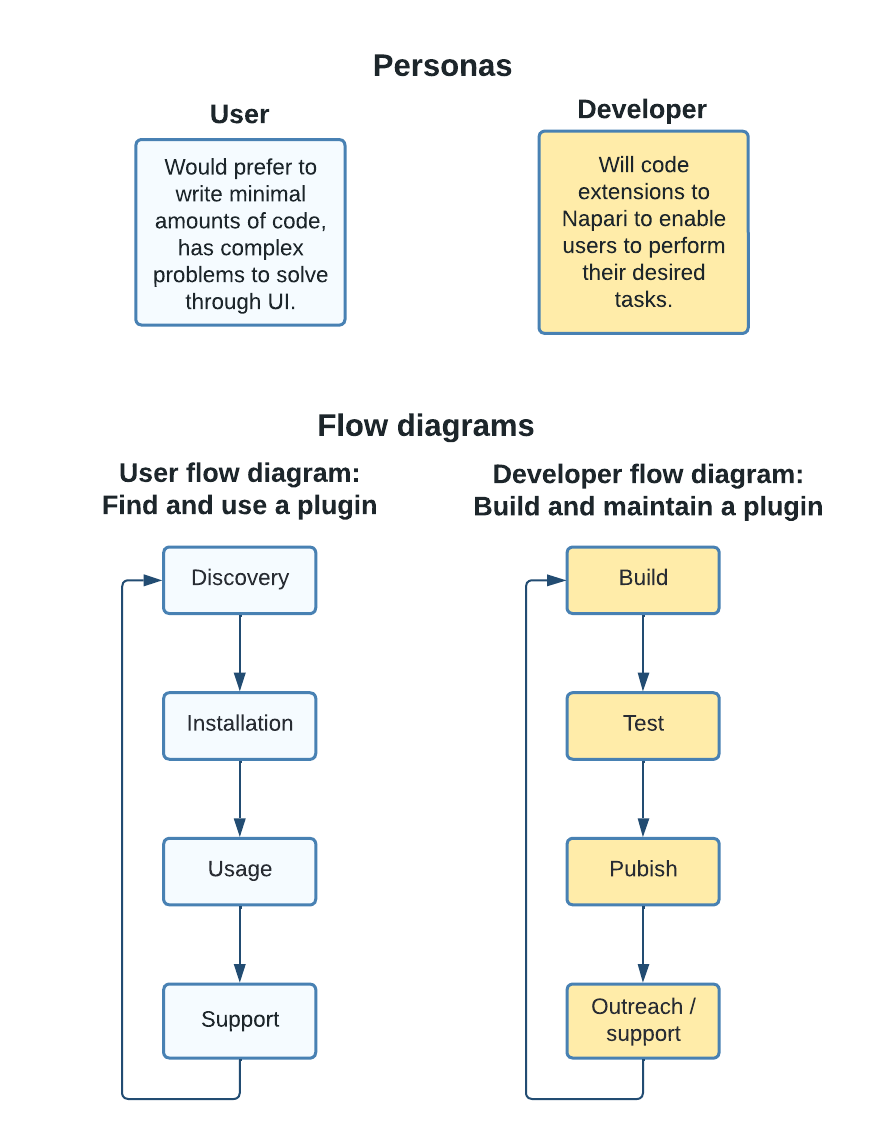 Personas
User
Would prefer to
write minimal
amounts of code,
has complex
problems to solve
through UI.
Developer
Will code
extensions to
Napari to enable
users to perform
their desired
tasks.
Flow diagrams
User flow diagram:
Find and use a plugin
Discovery
Installation
Usage
Support
Developer flow diagram:
Build and maintain a plugin
Build
Test
Pubish
Outreach /
support